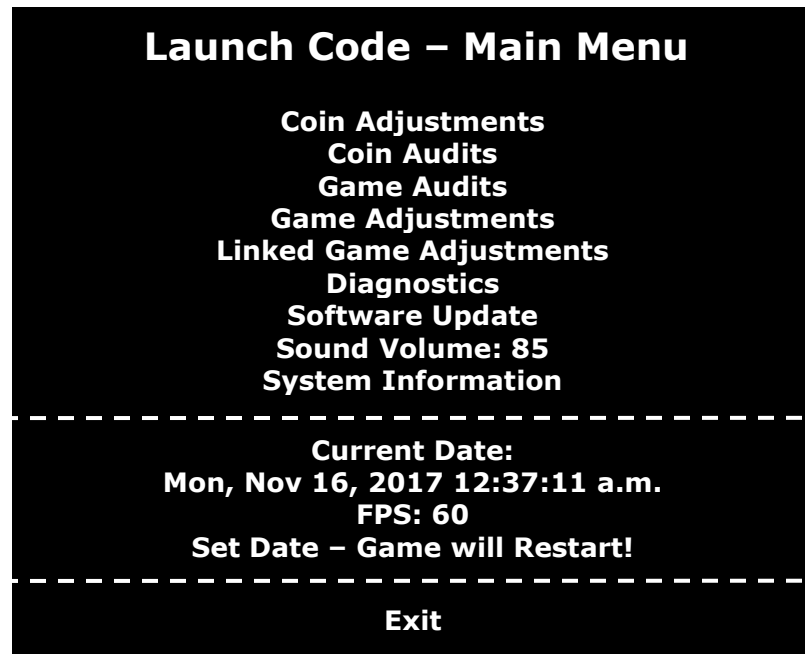 Launch Code – Main Menu
Coin Adjustments
Coin Audits
Game Audits
Game Adjustments
Linked Game Adjustments
Diagnostics
Software Update
Sound Volume: 85
System Information
Current Date:
Mon, Nov 16, 2017 12:37:11 a.m.
FPS: 60
Set Date – Game will Restart!
Exit